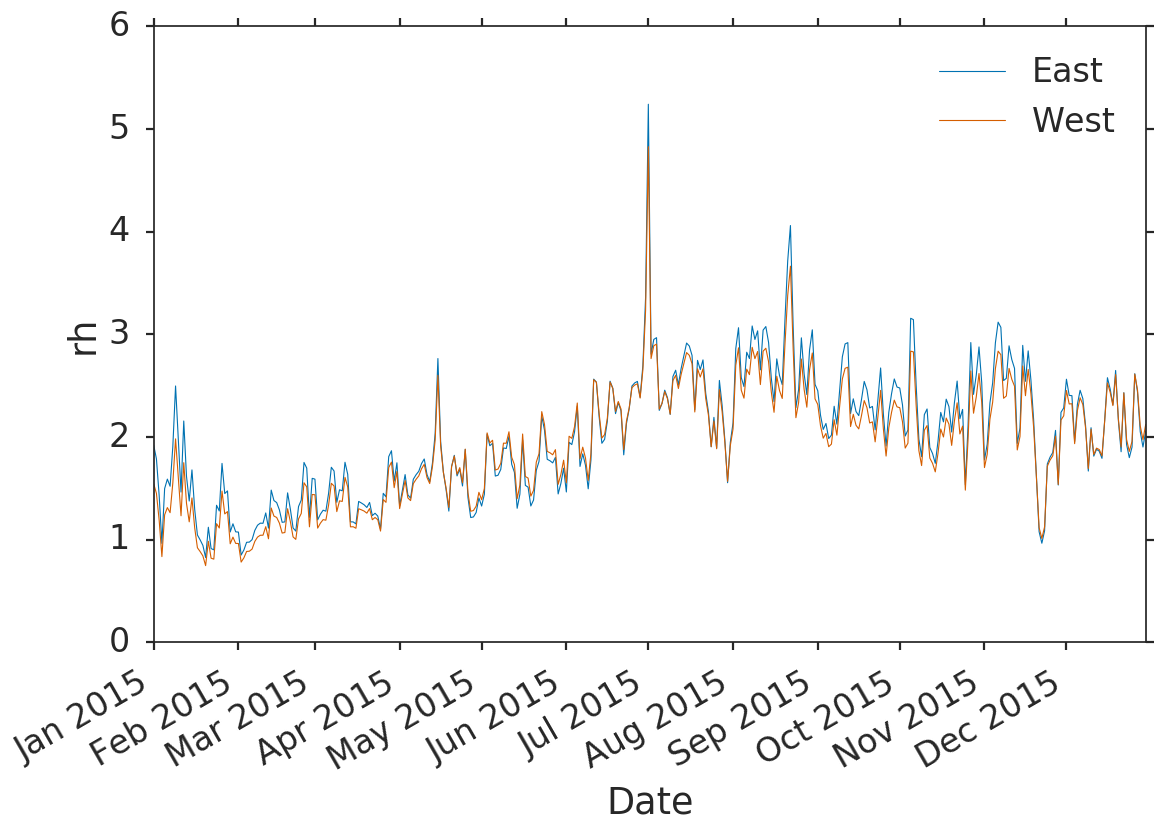 6
5
4
3
2
1
0
rh
East
West
Jan 2015
Feb 2015
Mar 2015
Apr 2015
May 2015
Jun 2015
Jul 2015
Aug 2015
Sep 2015
Oct 2015
Nov 2015
Dec 2015
Date